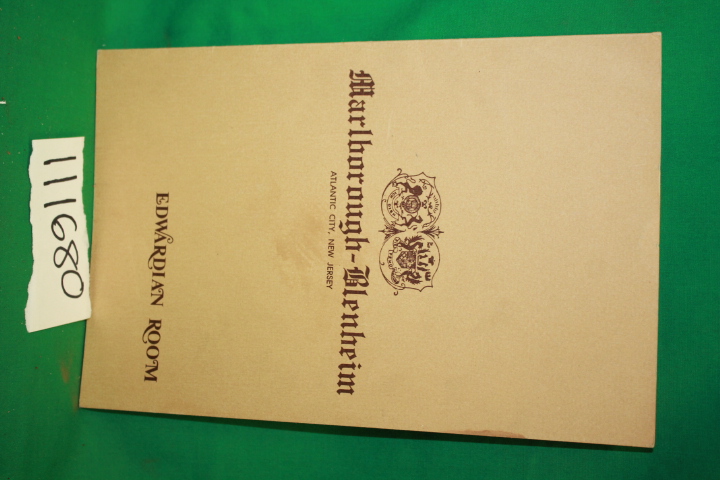 Marlborough-Blenheim
ATLANTIC CITY, NEW JERSEY
EDWARDIAN ROOM
111680